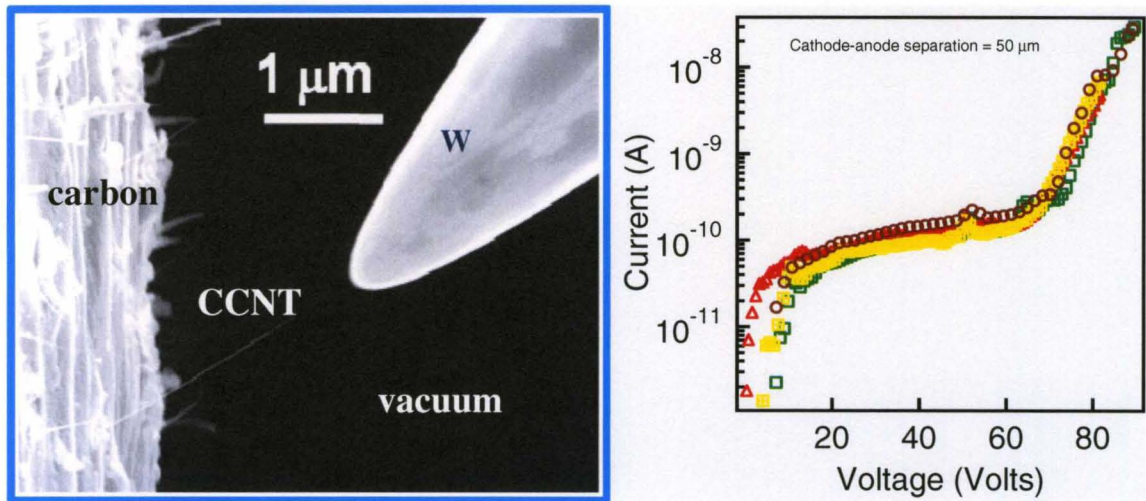 1 μm
W
carbon
CCNT
vacuum
Cathode-anode separation = 50 μm
Current (A)
10⁻⁸
10⁻⁹
10⁻¹⁰
10⁻¹¹
20 40 60 80
Voltage (Volts)